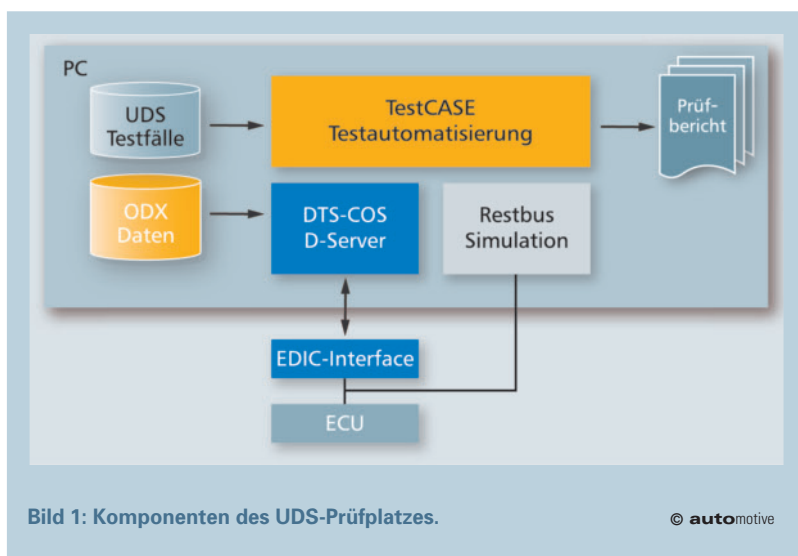 PC
UDS
Testfälle
TestCASE
Testautomatisierung
Prüf-
bericht
ODX
Daten
DTS-COS
D-Server
Restbus
Simulation
EDIC-Interface
ECU
Bild 1: Komponenten des UDS-Prüfplatzes.
© automotive